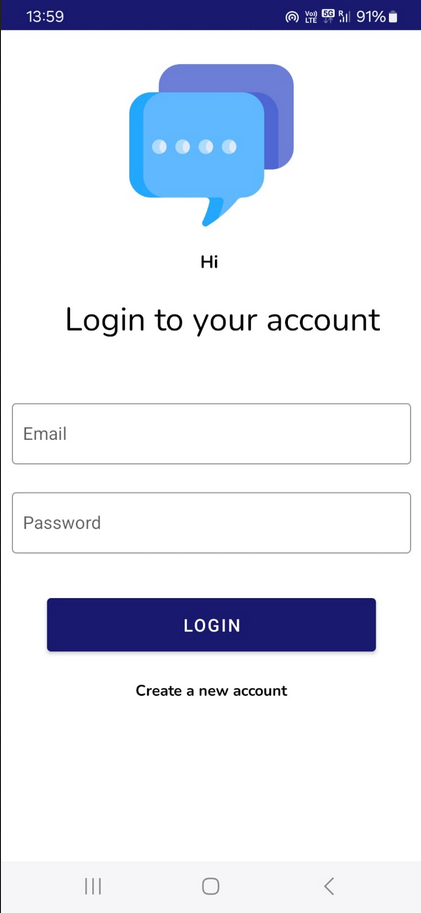 13:59
Vo)) LTE 5G R 91%
Hi
Login to your account
Email
Password
LOGIN
Create a new account